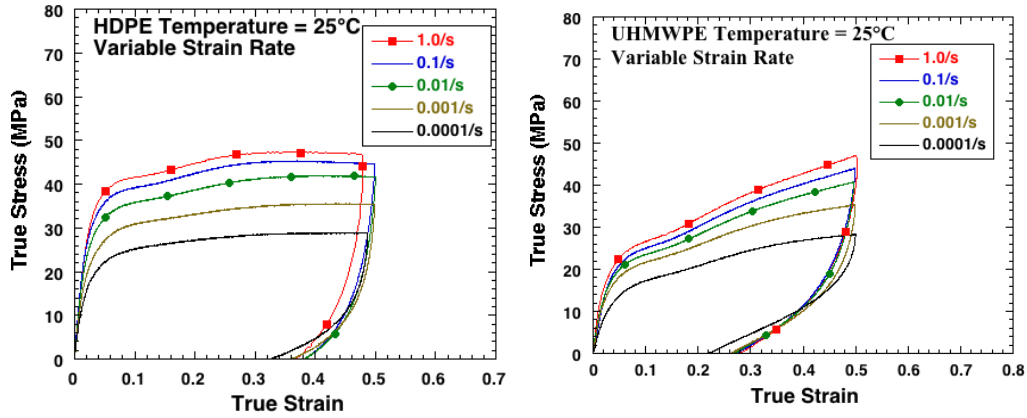 HDPE Temperature = 25°C
Variable Strain Rate
1.0/s
0.1/s
0.01/s
0.001/s
0.0001/s
True Stress (MPa)
80
70
60
50
40
30
20
10
0
0 0.1 0.2 0.3 0.4 0.5 0.6 0.7
True Strain
UHMWPE Temperature = 25°C
Variable Strain Rate
1.0/s
0.1/s
0.01/s
0.001/s
0.0001/s
True Stress (MPa)
80
70
60
50
40
30
20
10
0
0 0.1 0.2 0.3 0.4 0.5 0.6 0.7 0.8
True Strain